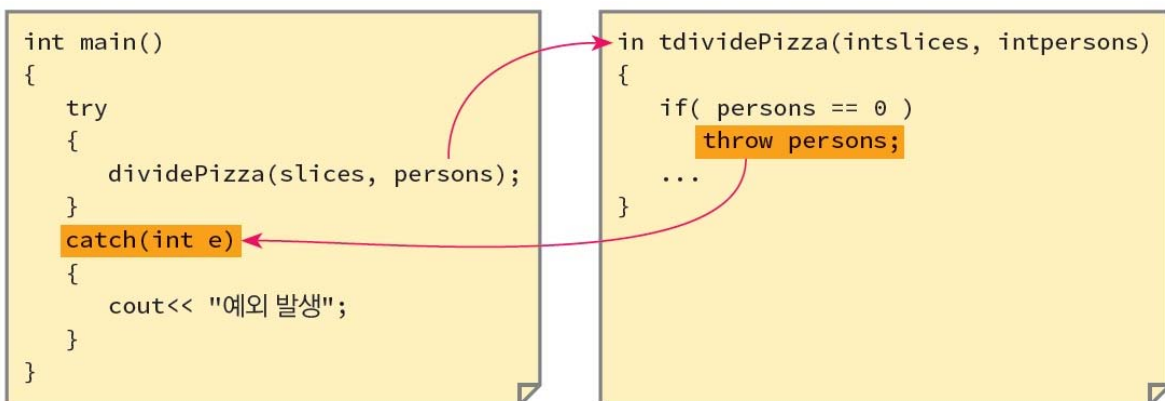 int main()
{
try
{
dividePizza(slices, persons);
}
catch(int e)
{
cout<< "예외 발생";
}
}
in tdividePizza(intslices, intpersons)
{
if( persons == 0 )
throw persons;
...
}